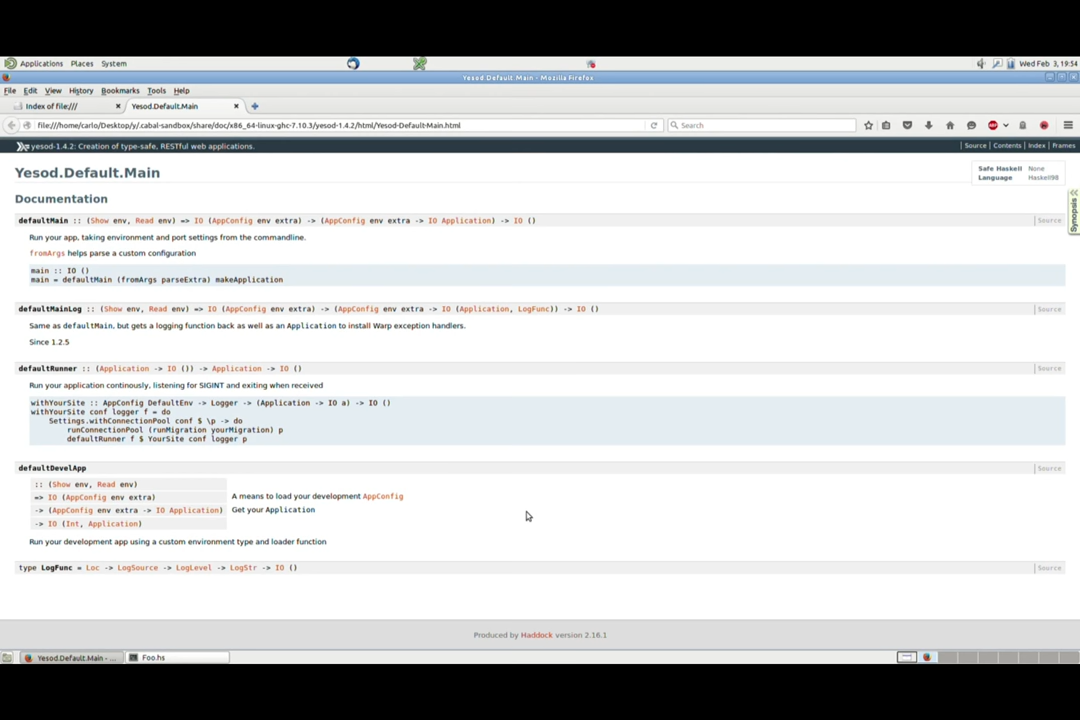 Applications Places System
Wed Feb 3, 19:54
Yesod.Default.Main - Mozilla Firefox
File Edit View History Bookmarks Tools Help
Index of file:///
Yesod.Default.Main
file:///home/carlo/Desktop/y/.cabal-sandbox/share/doc/x86_64-linux-ghc-7.10.3/yesod-1.4.2/html/Yesod-Default-Main.html
Search
yesod-1.4.2: Creation of type-safe, RESTful web applications.
Source | Contents | Index | Frames
Yesod.Default.Main
Safe Haskell None
Language Haskell98
Synopsis
Documentation
defaultMain :: (Show env, Read env) => IO (AppConfig env extra) -> (AppConfig env extra -> IO Application) -> IO ()
Source
Run your app, taking environment and port settings from the commandline.
fromArgs helps parse a custom configuration
main :: IO ()
main = defaultMain (fromArgs parseExtra) makeApplication
defaultMainLog :: (Show env, Read env) => IO (AppConfig env extra) -> (AppConfig env extra -> IO (Application, LogFunc)) -> IO ()
Source
Same as defaultMain, but gets a logging function back as well as an Application to install Warp exception handlers.
Since 1.2.5
defaultRunner :: (Application -> IO ()) -> Application -> IO ()
Source
Run your application continously, listening for SIGINT and exiting when received
withYourSite :: AppConfig DefaultEnv -> Logger -> (Application -> IO a) -> IO ()
withYourSite conf logger f = do
Settings.withConnectionPool conf $ \p -> do
runConnectionPool (runMigration yourMigration) p
defaultRunner f $ YourSite conf logger p
defaultDevelApp
Source
:: (Show env, Read env)
=> IO (AppConfig env extra) A means to load your development AppConfig
-> (AppConfig env extra -> IO Application) Get your Application
-> IO (Int, Application)
Run your development app using a custom environment type and loader function
type LogFunc = Loc -> LogSource -> LogLevel -> LogStr -> IO ()
Source
Produced by Haddock version 2.16.1
Yesod.Default.Main - ...
Foo.hs